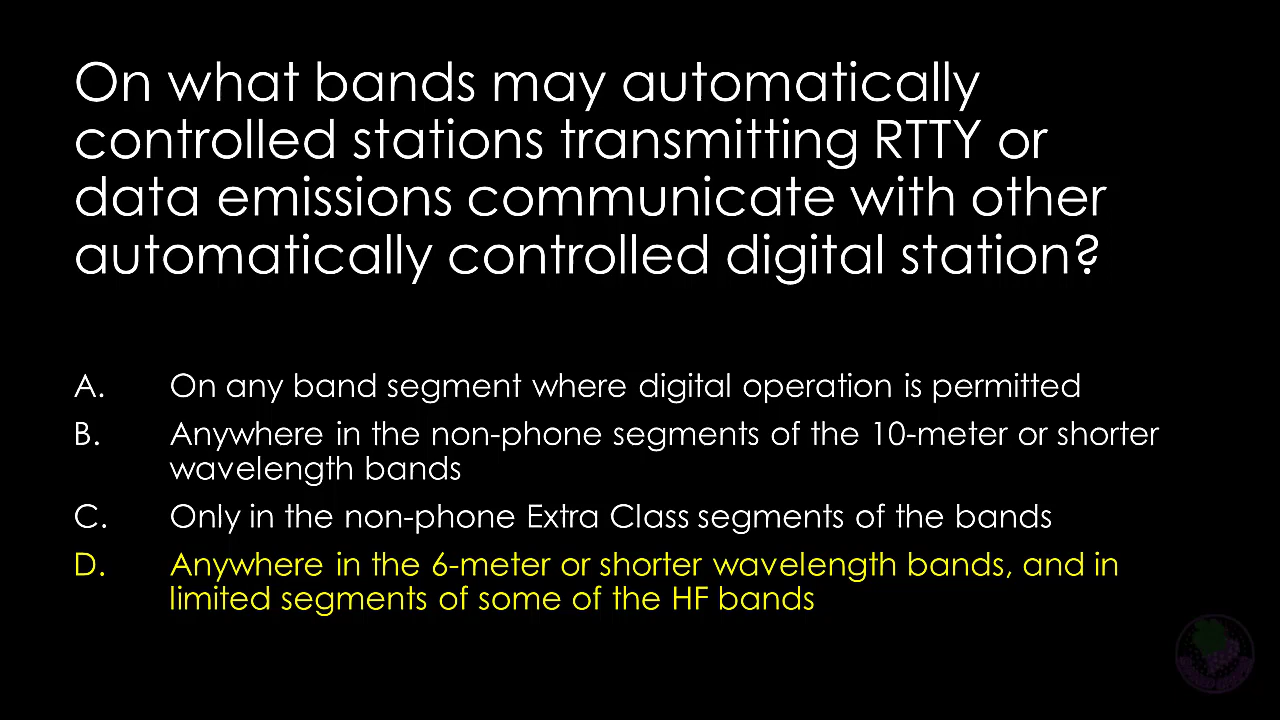 On what bands may automatically
controlled stations transmitting RTTY or
data emissions communicate with other
automatically controlled digital station?
A. On any band segment where digital operation is permitted
B. Anywhere in the non-phone segments of the 10-meter or shorter
wavelength bands
C. Only in the non-phone Extra Class segments of the bands
D. Anywhere in the 6-meter or shorter wavelength bands, and in
limited segments of some of the HF bands